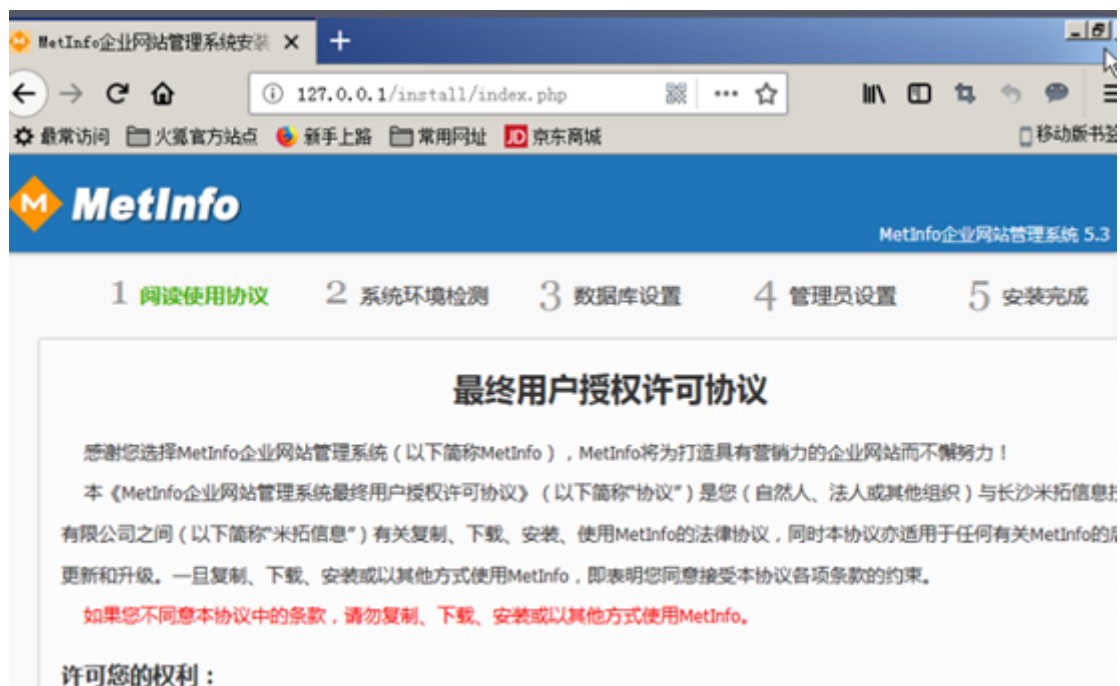 MetInfo企业网站管理系统安装
127.0.0.1/install/index.php
最常访问 火狐官方站点 新手上路 常用网址 JD 京东商城 移动版书签
M MetInfo
MetInfo企业网站管理系统 5.3
1 阅读使用协议 2 系统环境检测 3 数据库设置 4 管理员设置 5 安装完成
最终用户授权许可协议
感谢您选择MetInfo企业网站管理系统（以下简称MetInfo），MetInfo将为打造具有营销力的企业网站而不懈努力！
本《MetInfo企业网站管理系统最终用户授权许可协议》（以下简称“协议”）是您（自然人、法人或其他组织）与长沙米拓信息技
有限公司之间（以下简称“米拓信息”）有关复制、下载、安装、使用MetInfo的法律协议，同时本协议亦适用于任何有关MetInfo的
更新和升级。一旦复制、下载、安装或以其他方式使用MetInfo，即表明您同意接受本协议各项条款的约束。
如果您不同意本协议中的条款，请勿复制、下载、安装或以其他方式使用MetInfo。
许可您的权利：